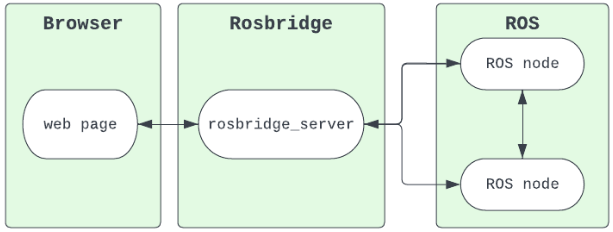 Browser
Rosbridge
ROS
web page
rosbridge_server
ROS node
ROS node